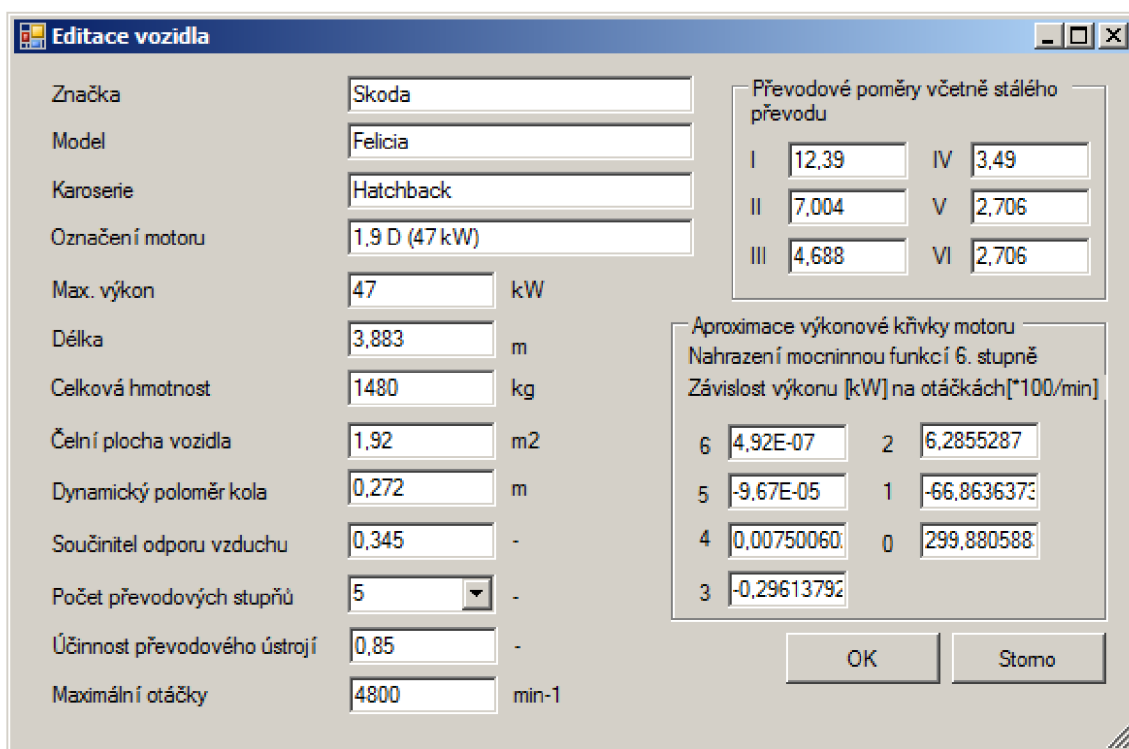 Editace vozidla
Značka Skoda
Model Felicia
Karoserie Hatchback
Označení motoru 1,9 D (47 kW)
Max. výkon 47 kW
Délka 3,883 m
Celková hmotnost 1480 kg
Čelní plocha vozidla 1,92 m2
Dynamický poloměr kola 0,272 m
Součinitel odporu vzduchu 0,345 -
Počet převodových stupňů 5 -
Účinnost převodového ústrojí 0,85 -
Maximální otáčky 4800 min-1
Převodové poměry včetně stálého
převodu
I 12,39 IV 3,49
II 7,004 V 2,706
III 4,688 VI 2,706
Aproximace výkonové křivky motoru
Nahrazení mocninnou funkcí 6. stupně
Závislost výkonu [kW] na otáčkách[*100/min]
6 4,92E-07 2 6,2855287
5 -9,67E-05 1 -66,8636373
4 0,00750060 0 299,880588
3 -0,29613792
OK Storno